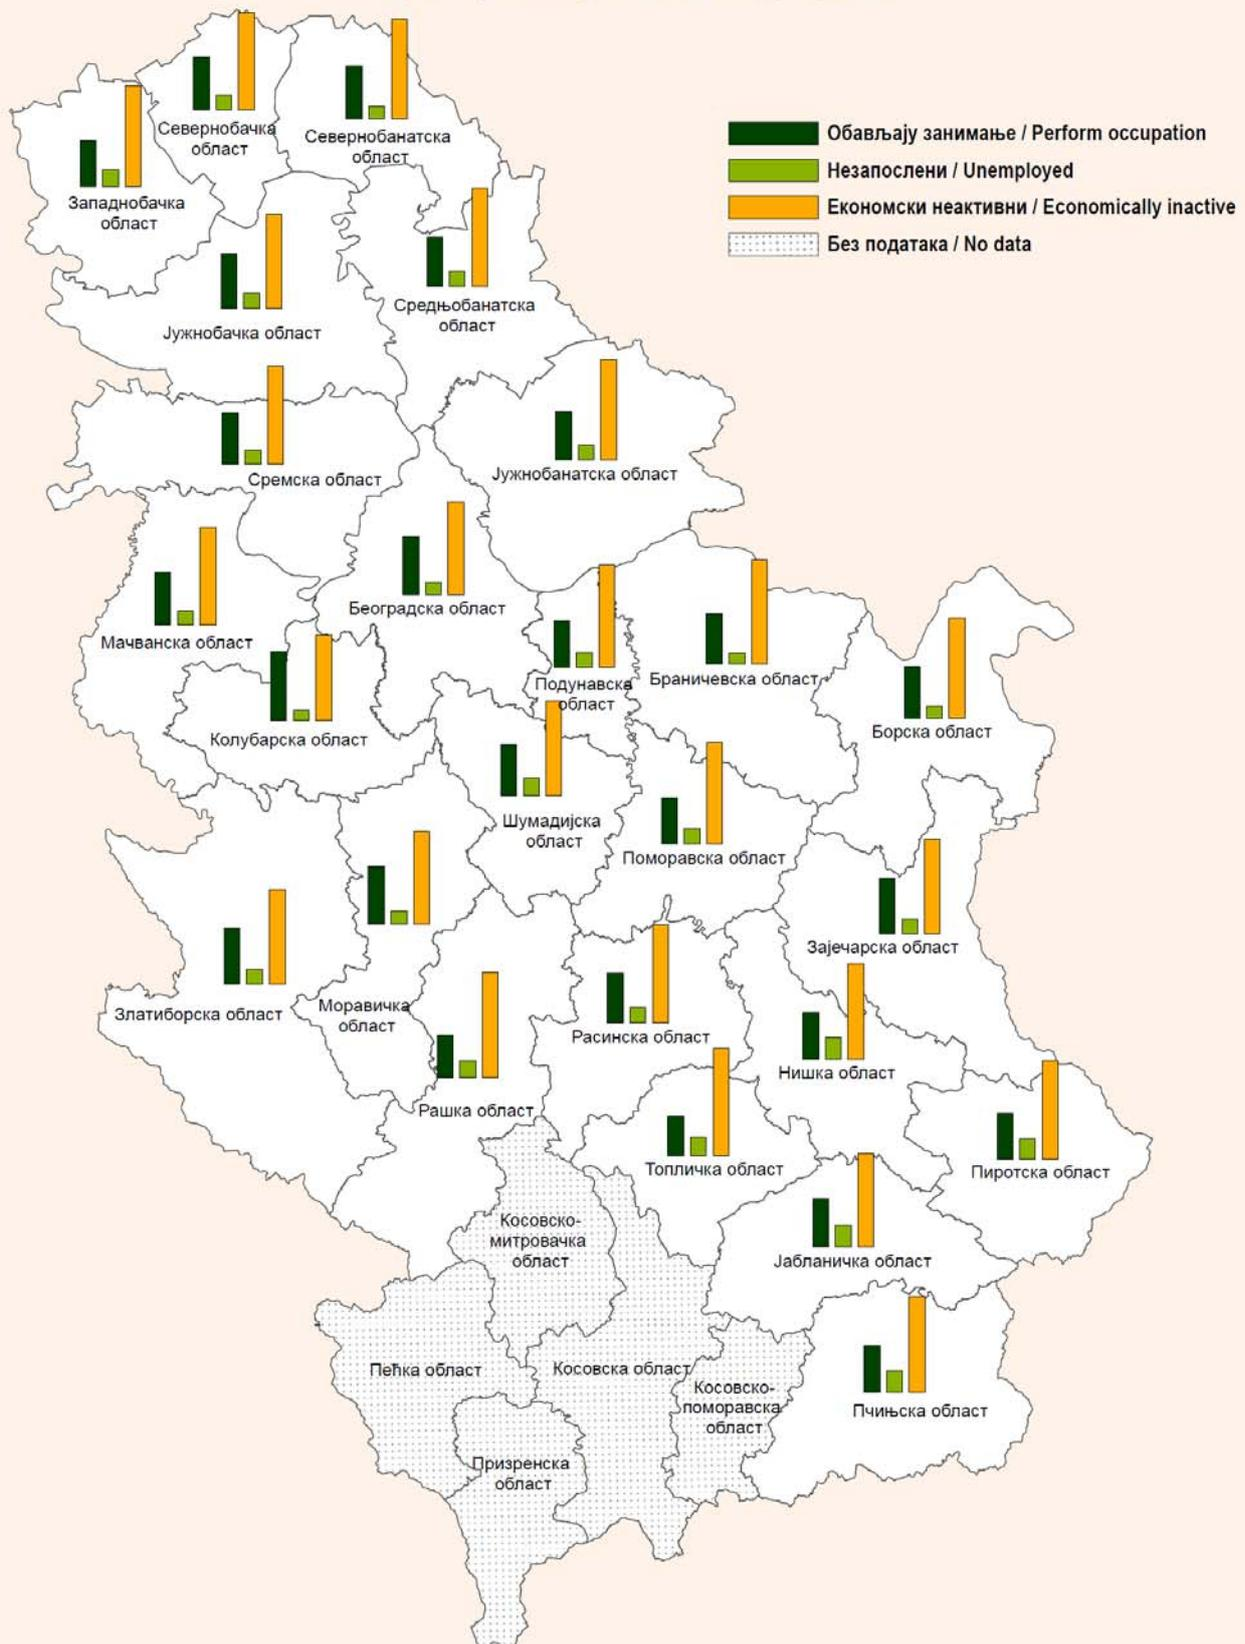 Севернобачка
област
Севернобанатска
област
Обављају занимање / Perform occupation
Незапослени / Unemployed
Економски неактивни / Economically inactive
Без података / No data
Западнобачка
област
Јужнобачка област
Средњобанатска
област
Сремска област
Јужнобанатска област
Мачванска област
Београдска област
Подунавска
област
Браничевска област
Борска област
Колубарска област
Шумадијска
област
Поморавска област
Зајечарска област
Златиборска област
Моравичка
област
Расинска област
Нишка област
Рашка област
Топличка област
Пиротска област
Косовско-
митровачка
област
Јабланичка област
Пећка област
Косовска област
Косовско-
поморавска
област
Пчињска област
Призренска
област